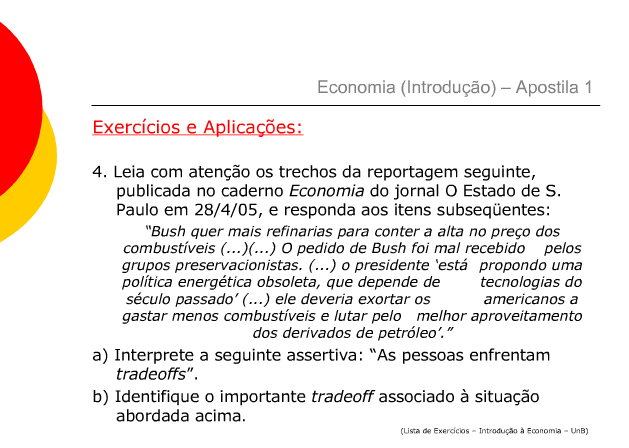 Economia (Introdução) – Apostila 1
Exercícios e Aplicações:
4. Leia com atenção os trechos da reportagem seguinte,
publicada no caderno Economia do jornal O Estado de S.
Paulo em 28/4/05, e responda aos itens subseqüentes:
“Bush quer mais refinarias para conter a alta no preço dos
combustíveis (...)(...) O pedido de Bush foi mal recebido pelos
grupos preservacionistas. (...) o presidente ‘está propondo uma
política energética obsoleta, que depende de tecnologias do
século passado’ (...) ele deveria exortar os americanos a
gastar menos combustíveis e lutar pelo melhor aproveitamento
dos derivados de petróleo’.”
a) Interprete a seguinte assertiva: “As pessoas enfrentam
tradeoffs”.
b) Identifique o importante tradeoff associado à situação
abordada acima.
(Lista de Exercícios – Introdução à Economia – UnB)